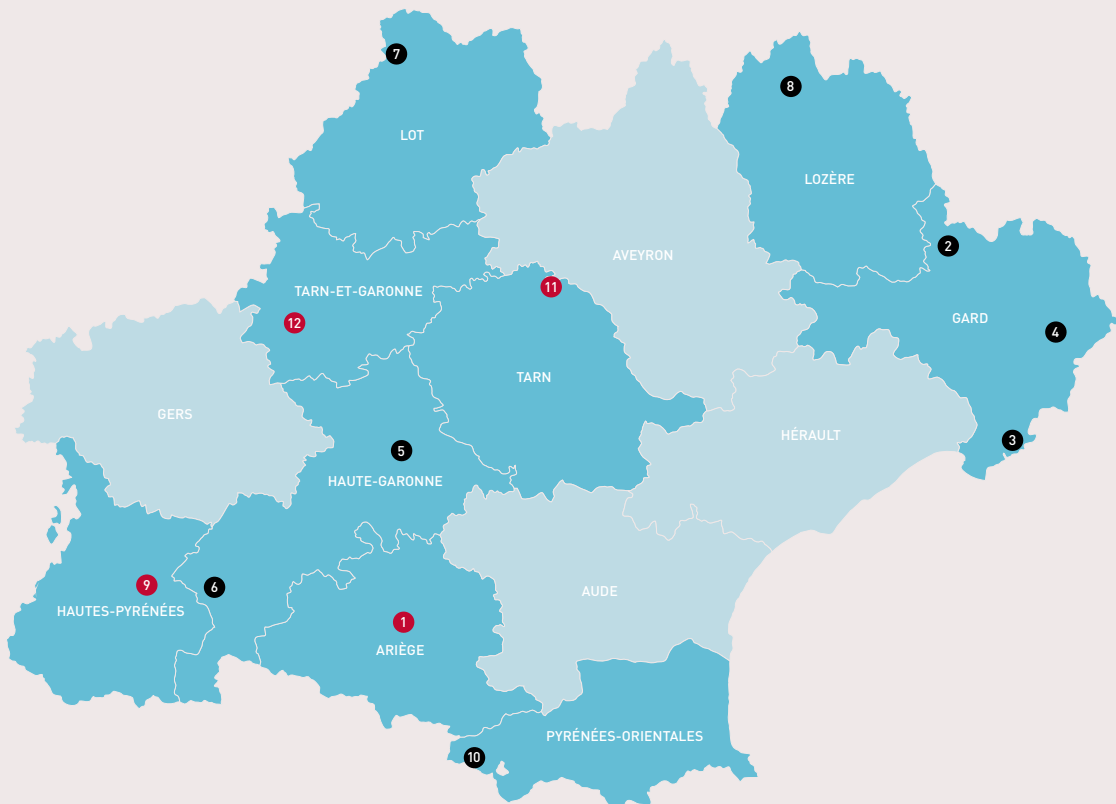 7
8
LOT
LOZÈRE
2
AVEYRON
11
TARN-ET-GARONNE
12
GARD
4
TARN
GERS
HÉRAULT
3
5
HAUTE-GARONNE
9
6
AUDE
HAUTES-PYRÉNÉES
1
ARIÈGE
PYRÉNÉES-ORIENTALES
10